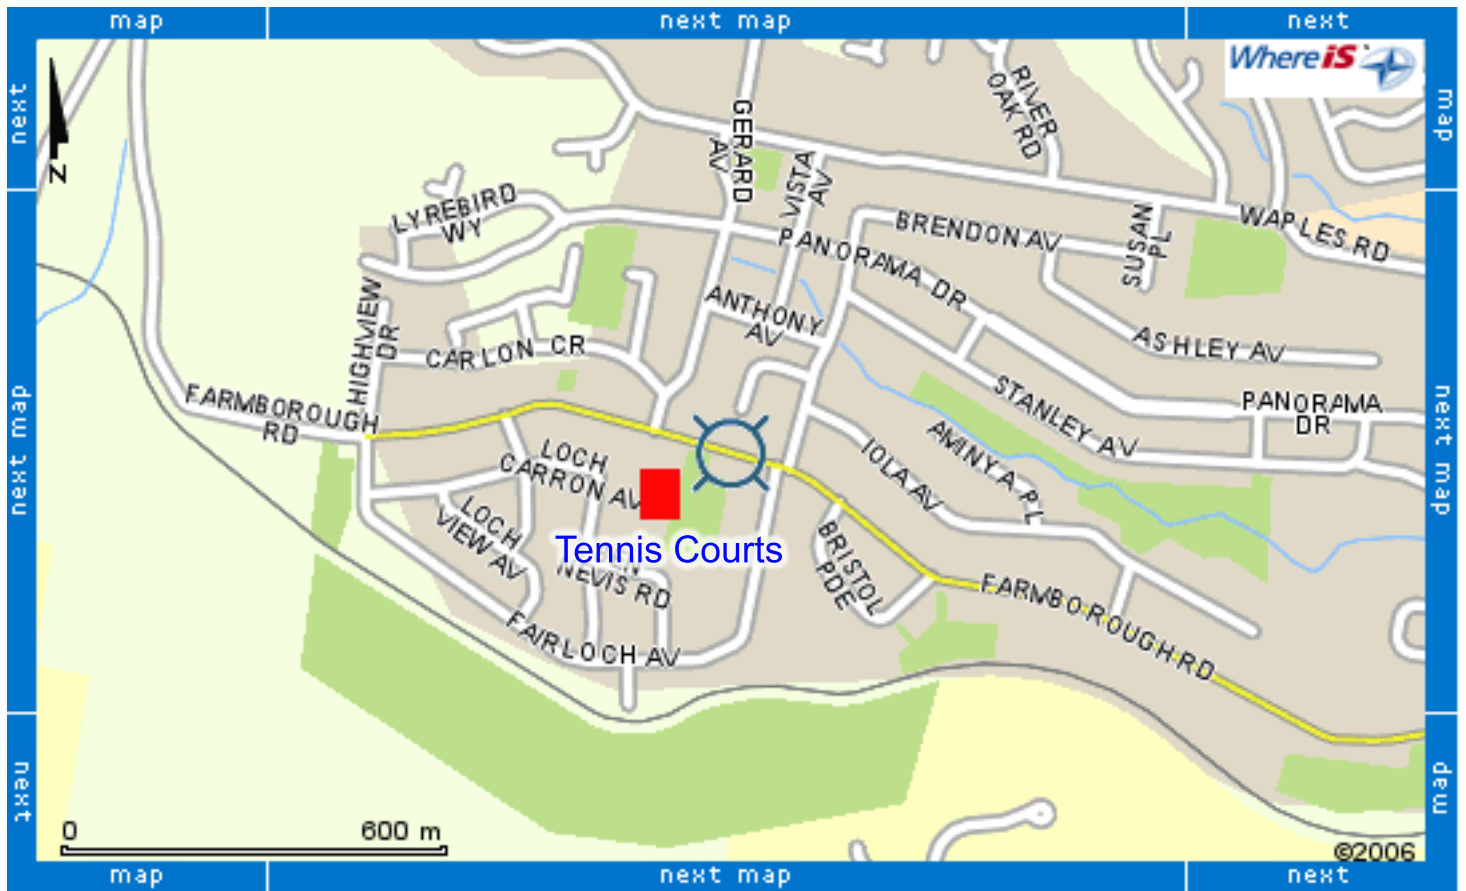 map
next map
next
next
map
WhereiS
N
RIVER
OAK RD
GERARD
AV
VISTA
AV
LYREBIRD
WY
BRENDON AV
SUSAN
PL
WAPLES RD
PANORAMA DR
HIGHVIEW
DR
ANTHONY
AV
ASHLEY AV
CARLON CR
FARMBOROUGH
RD
STANLEY AV
PANORAMA
DR
next map
next map
AMINYA PL
IOLA AV
LOCH
CARRON AV
LOCH
VIEW AV
Tennis Courts
NEVIS RD
BRISTOL
PDE
FARMBOROUGH RD
FAIRLOCH AV
next
map
0 600 m
©2006
map
next map
next